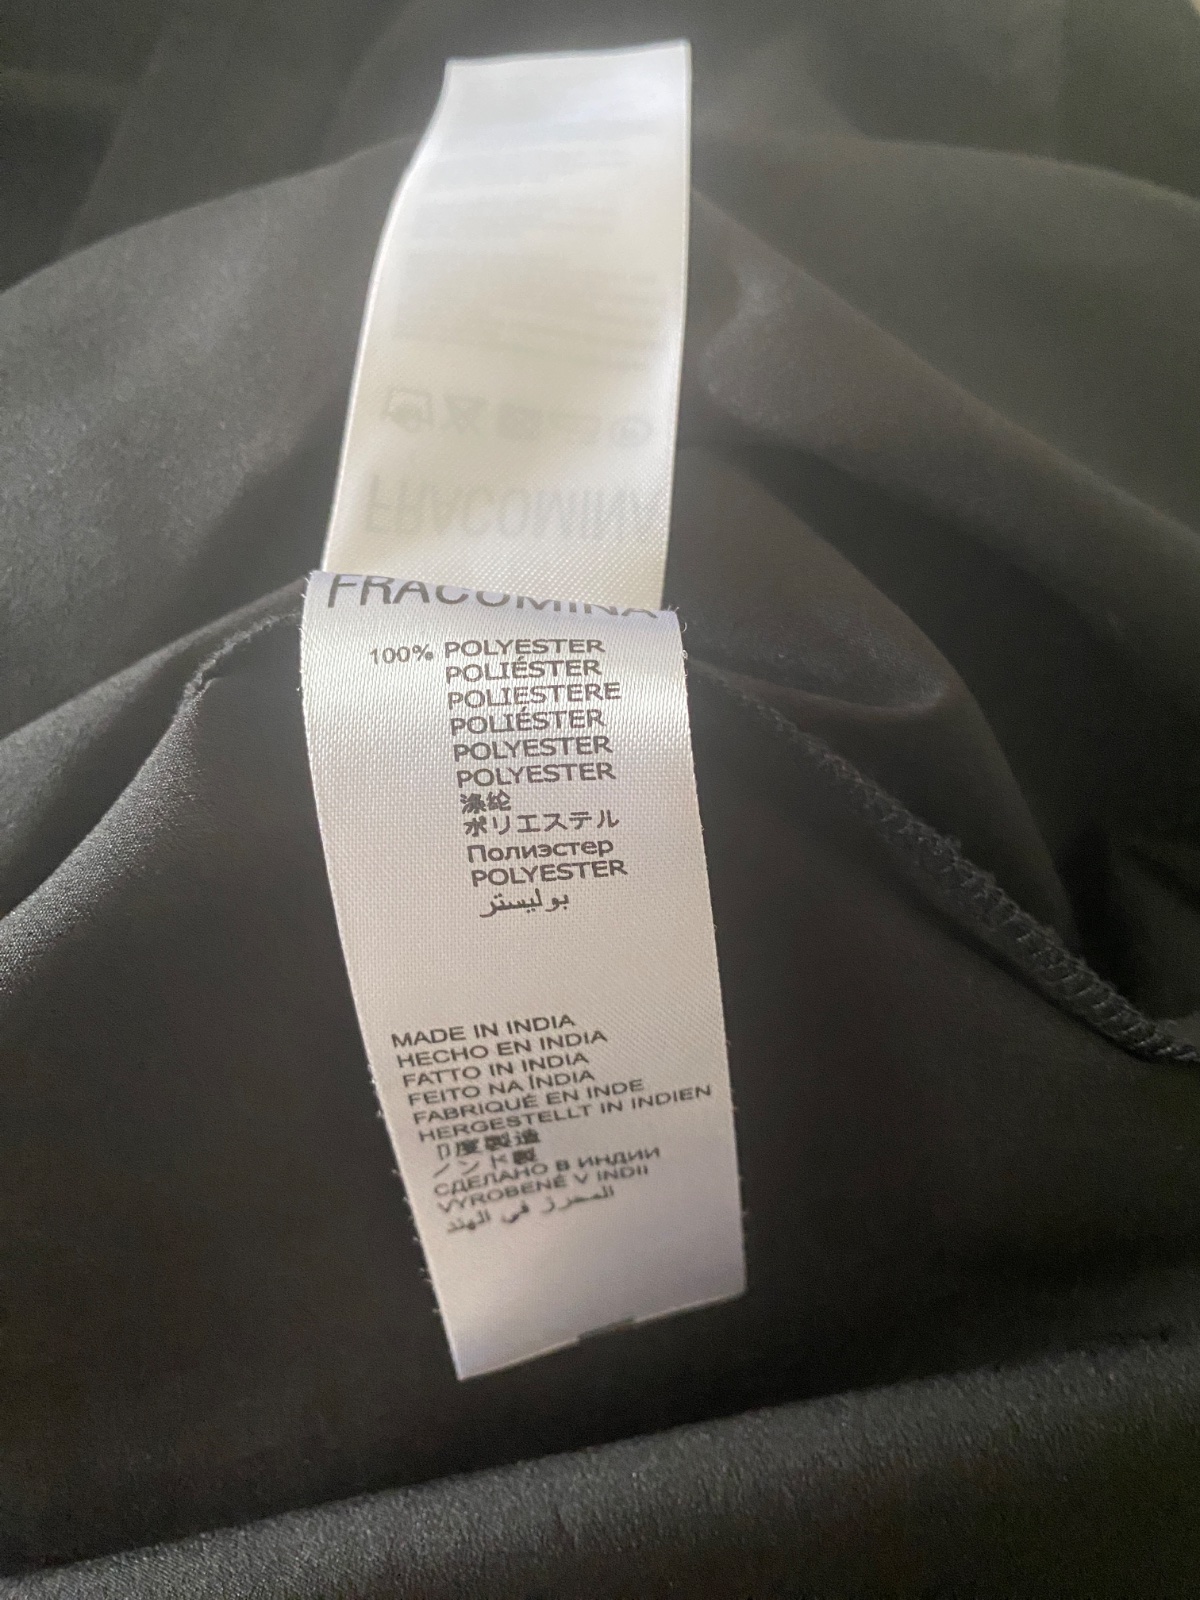 FRACOMINA
FRACOMINA
100% POLYESTER
POLIÉSTER
POLIESTERE
POLIÉSTER
POLYESTER
POLYESTER
涤纶
ポリエステル
Полиэстер
POLYESTER
بوليستر
MADE IN INDIA
HECHO EN INDIA
FATTO IN INDIA
FEITO NA ÍNDIA
FABRIQUÉ EN INDE
HERGESTELLT IN INDIEN
印度製造
インド製
СДЕЛАНО В ИНДИИ
VYROBENÉ V INDII
المحرز في الهند